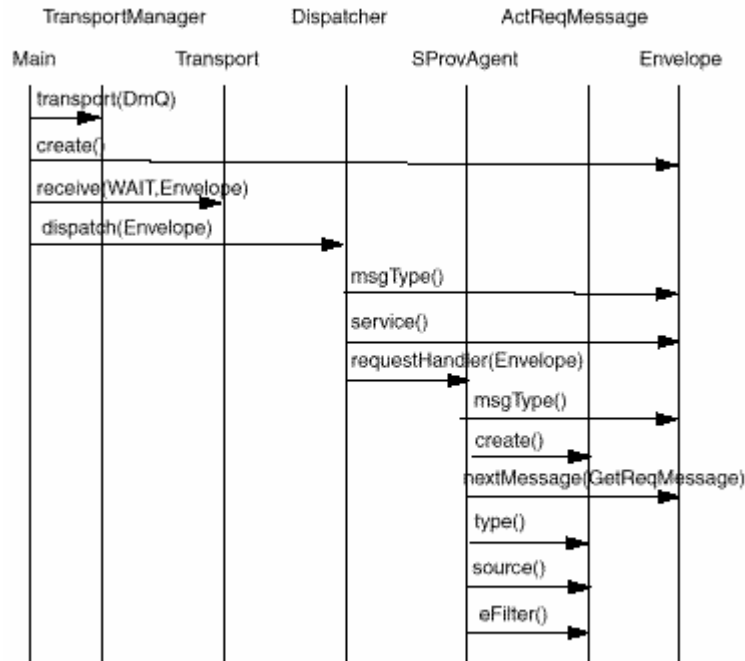 TransportManager Dispatcher ActReqMessage
Main Transport SProvAgent Envelope
transport(DmQ)
create()
receive(WAIT,Envelope)
dispatch(Envelope)
msgType()
service()
requestHandler(Envelope)
msgType()
create()
nextMessage(GetReqMessage)
type()
source()
eFilter()